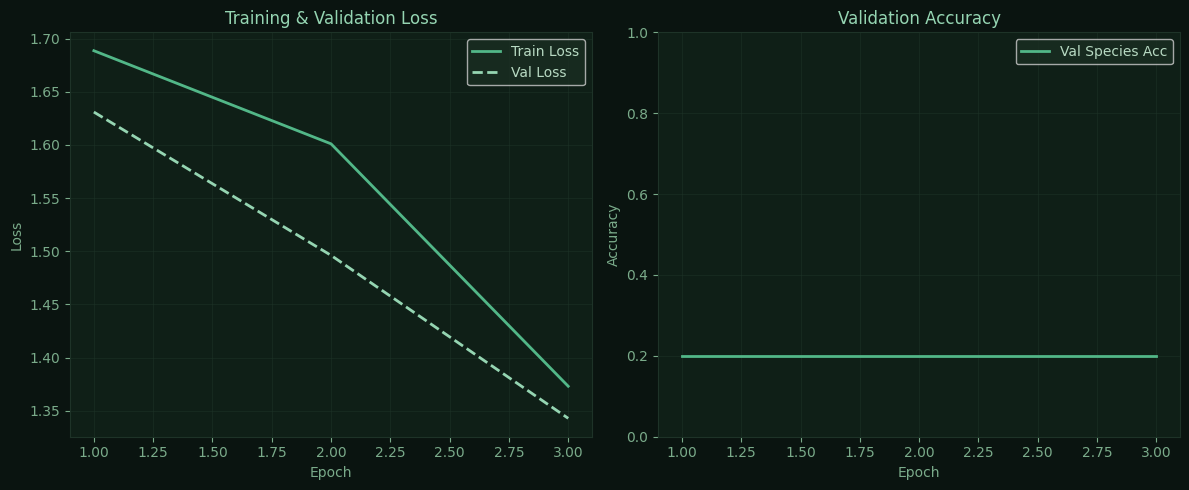 Training & Validation Loss
Train Loss
Val Loss
1.70
1.65
1.60
1.55
1.50
1.45
1.40
1.35
Loss
1.00 1.25 1.50 1.75 2.00 2.25 2.50 2.75 3.00
Epoch
Validation Accuracy
Val Species Acc
1.0
0.8
0.6
0.4
0.2
0.0
Accuracy
1.00 1.25 1.50 1.75 2.00 2.25 2.50 2.75 3.00
Epoch